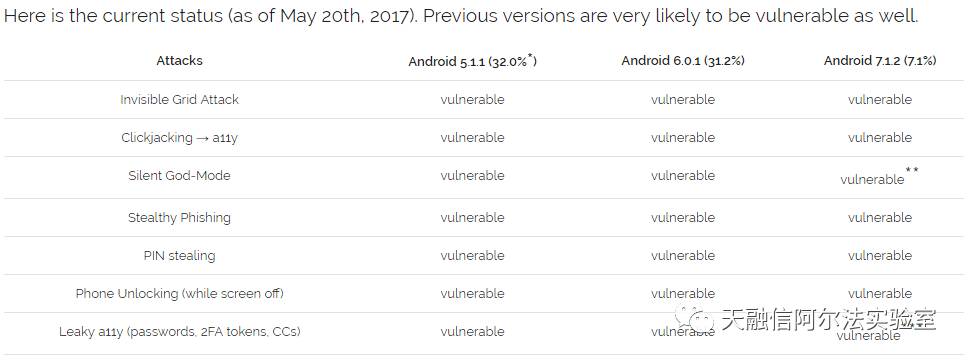 Here is the current status (as of May 20th, 2017). Previous versions are very likely to be vulnerable as well.
Attacks Android 5.1.1 (32.0%*) Android 6.0.1 (31.2%) Android 7.1.2 (7.1%)
Invisible Grid Attack vulnerable vulnerable vulnerable
Clickjacking → a11y vulnerable vulnerable vulnerable
Silent God-Mode vulnerable vulnerable vulnerable**
Stealthy Phishing vulnerable vulnerable vulnerable
PIN stealing vulnerable vulnerable vulnerable
Phone Unlocking (while screen off) vulnerable vulnerable vulnerable
Leaky a11y (passwords, 2FA tokens, CCs) vulnerable vulnerable vulnerable
天融信阿尔法实验室